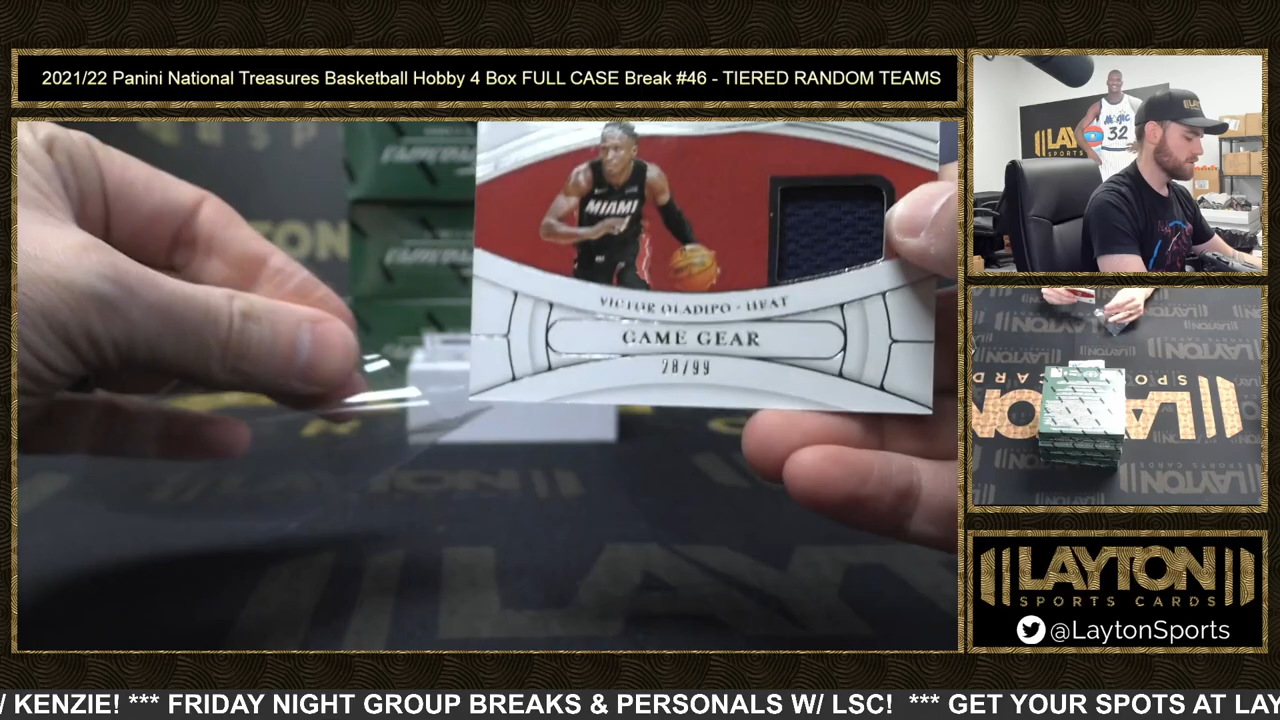 2021/22 Panini National Treasures Basketball Hobby 4 Box FULL CASE Break #46 - TIERED RANDOM TEAMS
MIAMI
VICTOR OLADIPO - HEAT
GAME GEAR
28/99
MAGIC
32
LAYTON
SPORTS CARDS
@LaytonSports
/ KENZIE! *** FRIDAY NIGHT GROUP BREAKS & PERSONALS W/ LSC! *** GET YOUR SPOTS AT LAY